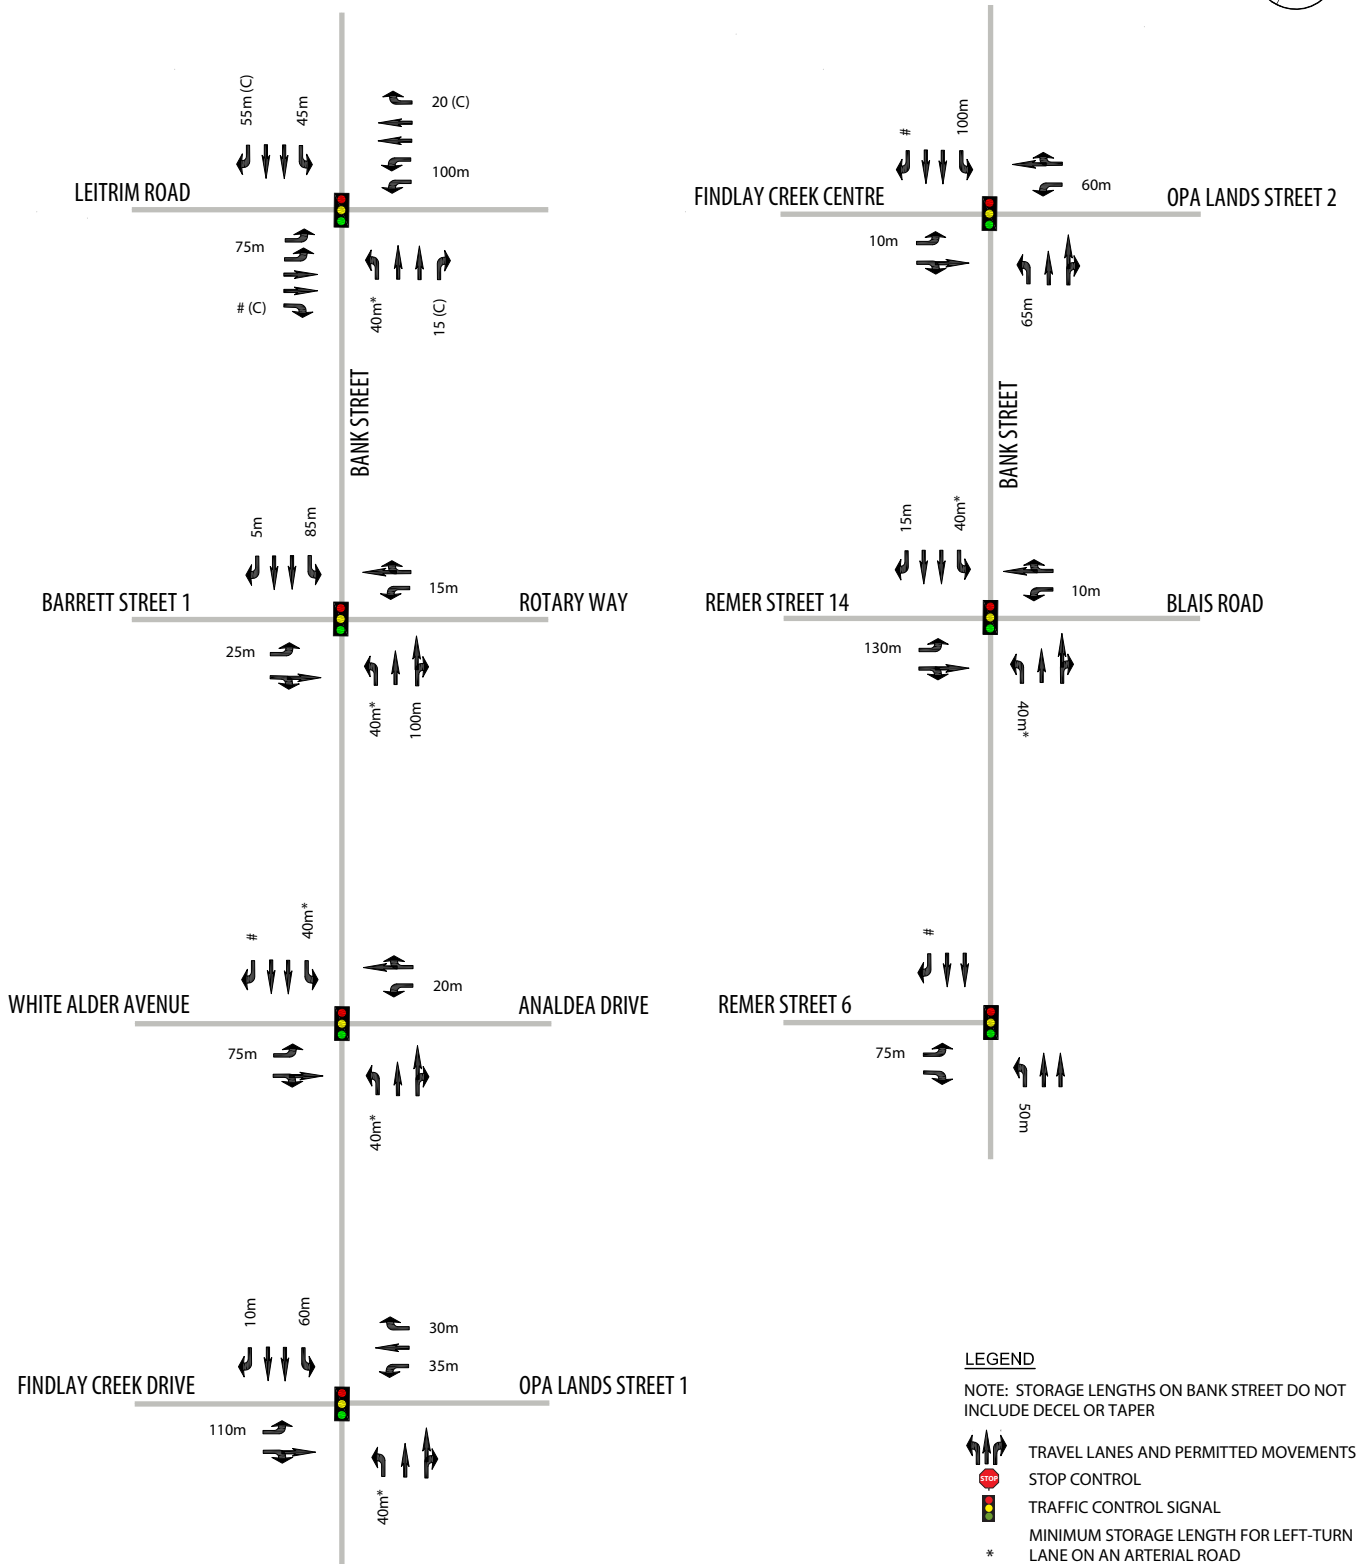 55m (C)
45m
20 (C)
100m
LEITRIM ROAD
75m
# (C)
40m*
15 (C)
BANK STREET
5m
85m
15m
BARRETT STREET 1
ROTARY WAY
25m
40m*
100m
#
40m*
20m
WHITE ALDER AVENUE
ANALDEA DRIVE
75m
40m*
10m
60m
30m
35m
FINDLAY CREEK DRIVE
OPA LANDS STREET 1
110m
40m*
#
100m
60m
FINDLAY CREEK CENTRE
OPA LANDS STREET 2
10m
65m
BANK STREET
15m
40m*
10m
REMER STREET 14
BLAIS ROAD
130m
40m*
#
REMER STREET 6
75m
50m
LEGEND
NOTE: STORAGE LENGTHS ON BANK STREET DO NOT
INCLUDE DECEL OR TAPER
TRAVEL LANES AND PERMITTED MOVEMENTS
STOP
STOP CONTROL
TRAFFIC CONTROL SIGNAL
MINIMUM STORAGE LENGTH FOR LEFT-TURN
* LANE ON AN ARTERIAL ROAD